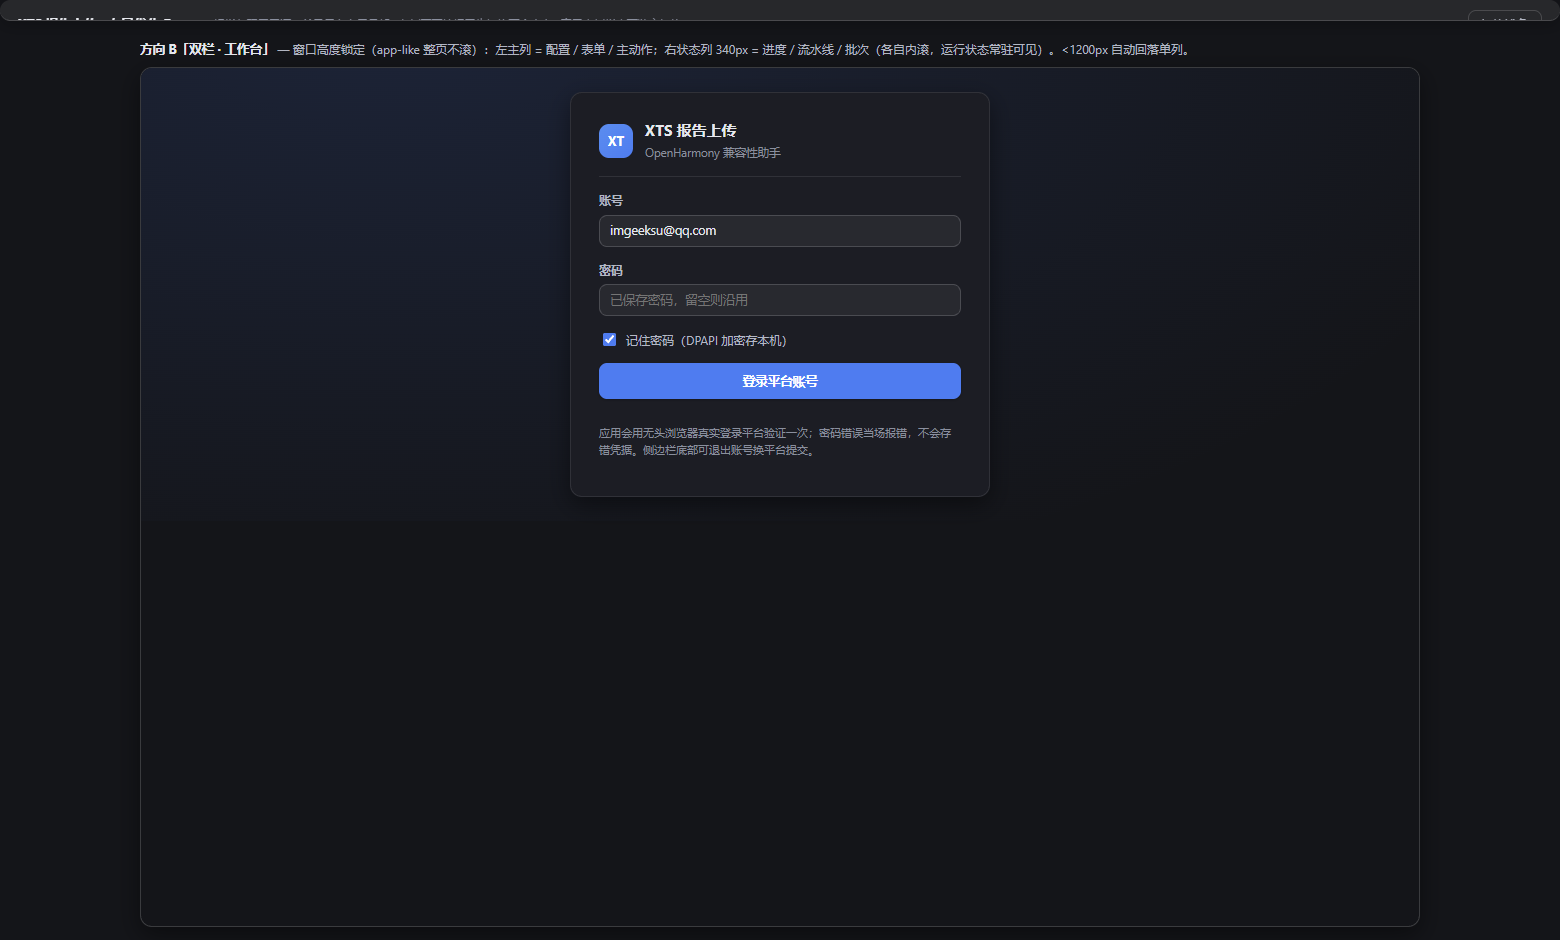 方向 B「双栏 · 工作台」 — 窗口高度锁定（app-like 整页不滚）：左主列 = 配置 / 表单 / 主动作；右状态列 340px = 进度 / 流水线 / 批次（各自内滚，运行状态常驻可见）。<1200px 自动回落单列。
XT
XTS 报告上传
OpenHarmony 兼容性助手
账号
imgeeksu@qq.com
密码
已保存密码，留空则沿用
记住密码（DPAPI 加密存本机）
登录平台账号
应用会用无头浏览器真实登录平台验证一次；密码错误当场报错，不会存
错凭据。侧边栏底部可退出账号换平台提交。